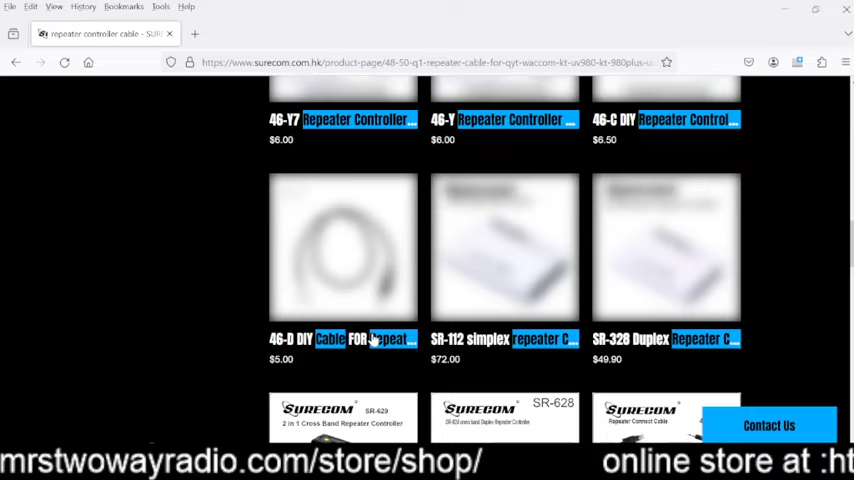 File Edit View History Bookmarks Tools Help
repeater controller cable - SUR
https://www.surecom.com.hk/product-page/48-50-q1-repeater-cable-for-qyt-waccom-kt-uv980-kt-980plus-u
46-Y7 Repeater Controller... 46-Y Repeater Controller ... 46-C DIY Repeater Control...
$6.00 $6.00 $6.50
46-D DIY Cable FOR Repeat... SR-112 simplex repeater C... SR-328 Duplex Repeater C...
$5.00 $72.00 $49.90
SURECOM® SR-629 SURECOM® SR-628 SURECOM®
2 in 1 Cross Band Repeater Controller cross band Duplex Repeater Controller Repeater Connect Cable
Contact Us
mrstwowayradio.com/store/shop/ online store at :ht